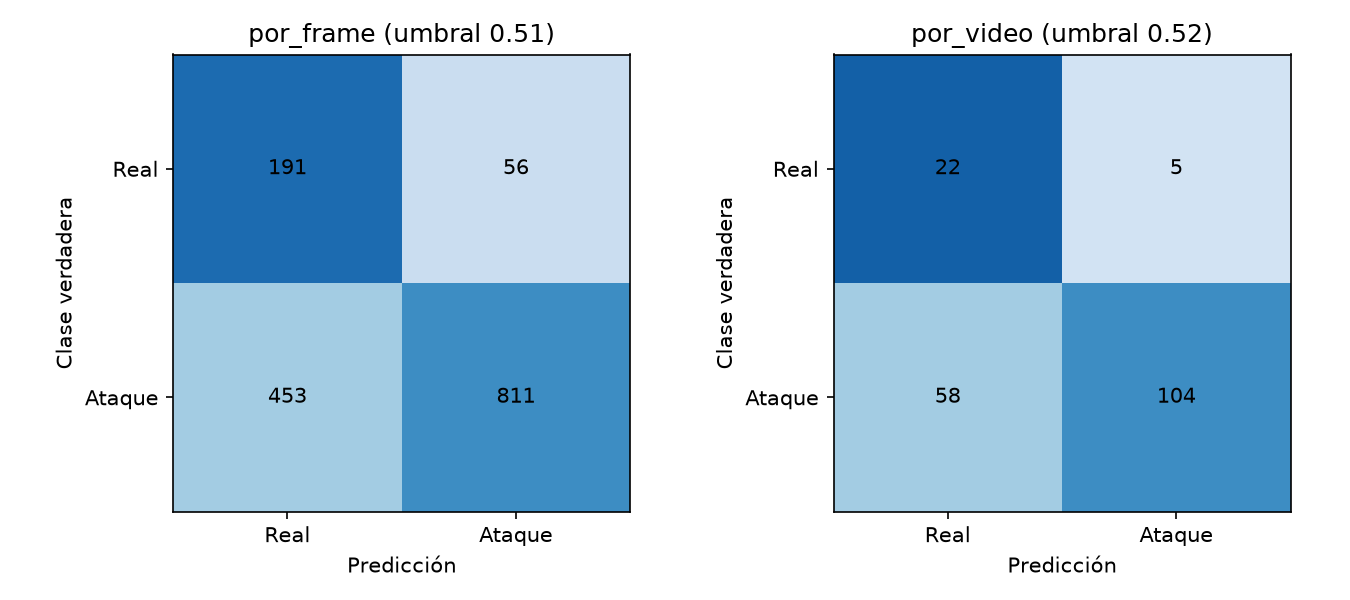 por_frame (umbral 0.51)
Clase verdadera
Real
191
56
Ataque
453
811
Real
Ataque
Predicción
por_video (umbral 0.52)
Clase verdadera
Real
22
5
Ataque
58
104
Real
Ataque
Predicción